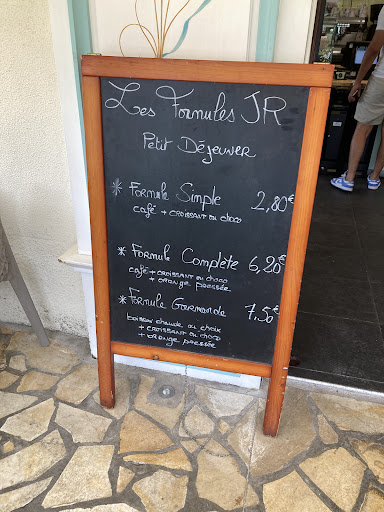 Les Formules JR
Petit Déjeuner
* Formule Simple 2,80€
café + croissant ou choco
* Formule Complète 6,20€
café + croissant ou choco
+ orange pressée
* Formule Gourmande 7,50€
boisson chaude au choix
+ croissant ou choco
+ orange pressée
+ cookie